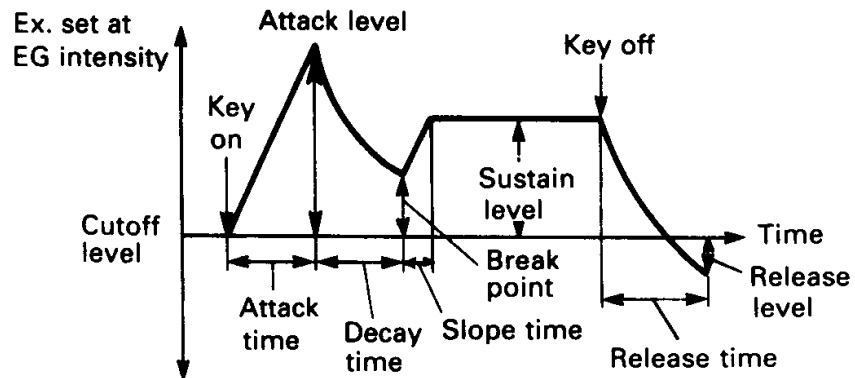 Ex. set at
EG intensity
Attack level
Key off
Key
on
Sustain
level
Cutoff
level
Time
Break
point
Release
level
Attack
time
Decay
time
Slope time
Release time